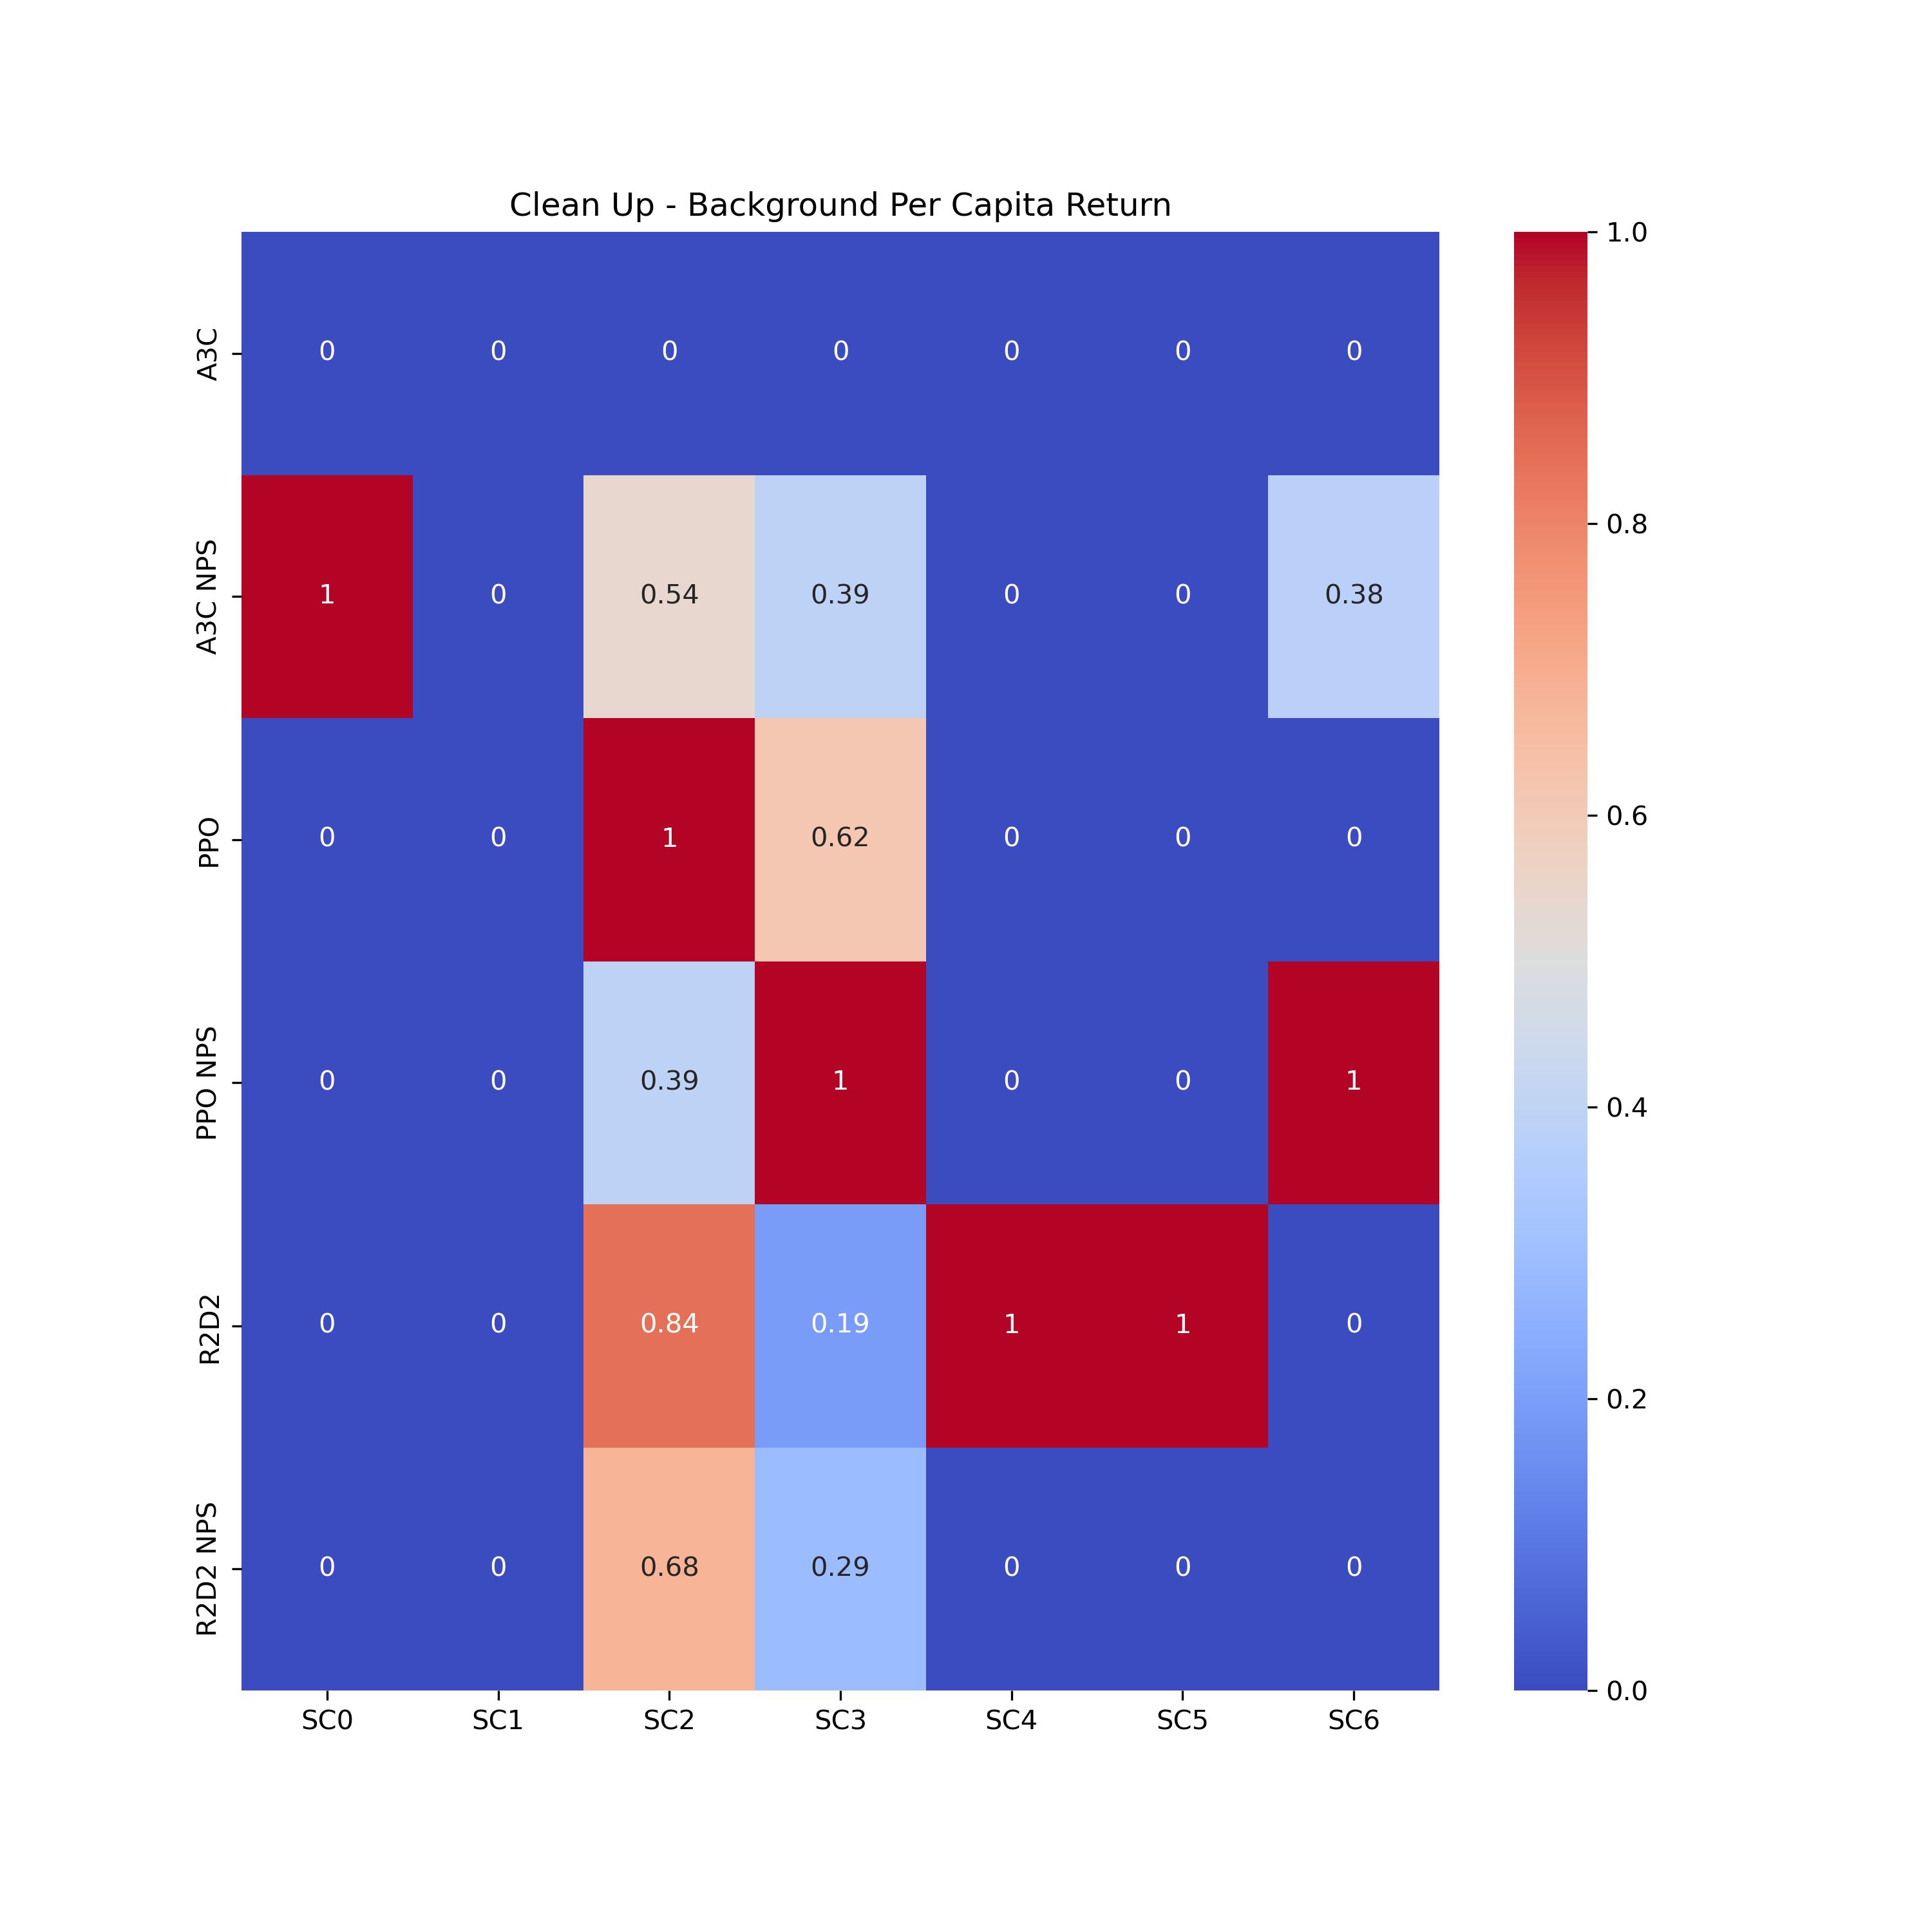 Clean Up - Background Per Capita Return
A3C 0 0 0 0 0 0 0
A3C NPS 1 0 0.54 0.39 0 0 0.38
PPO 0 0 1 0.62 0 0 0
PPO NPS 0 0 0.39 1 0 0 1
R2D2 0 0 0.84 0.19 1 1 0
R2D2 NPS 0 0 0.68 0.29 0 0 0
SC0 SC1 SC2 SC3 SC4 SC5 SC6
1.0
0.8
0.6
0.4
0.2
0.0